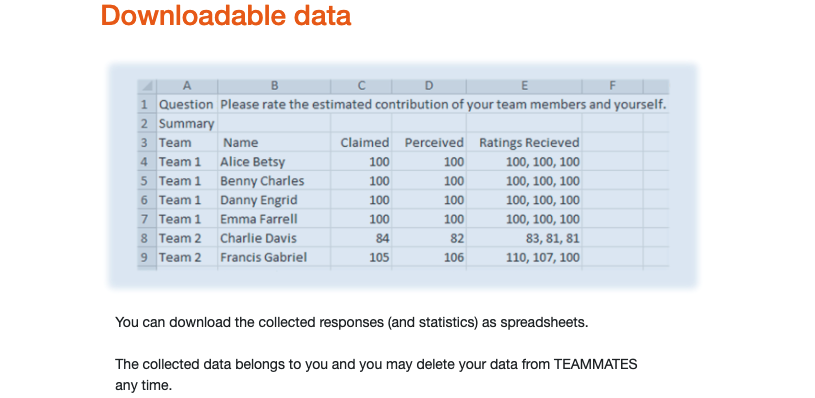 Downloadable data
A B C D E F
1 Question Please rate the estimated contribution of your team members and yourself.
2 Summary
3 Team Name Claimed Perceived Ratings Recieved
4 Team 1 Alice Betsy 100 100 100, 100, 100
5 Team 1 Benny Charles 100 100 100, 100, 100
6 Team 1 Danny Engrid 100 100 100, 100, 100
7 Team 1 Emma Farrell 100 100 100, 100, 100
8 Team 2 Charlie Davis 84 82 83, 81, 81
9 Team 2 Francis Gabriel 105 106 110, 107, 100
You can download the collected responses (and statistics) as spreadsheets.
The collected data belongs to you and you may delete your data from TEAMMATES
any time.